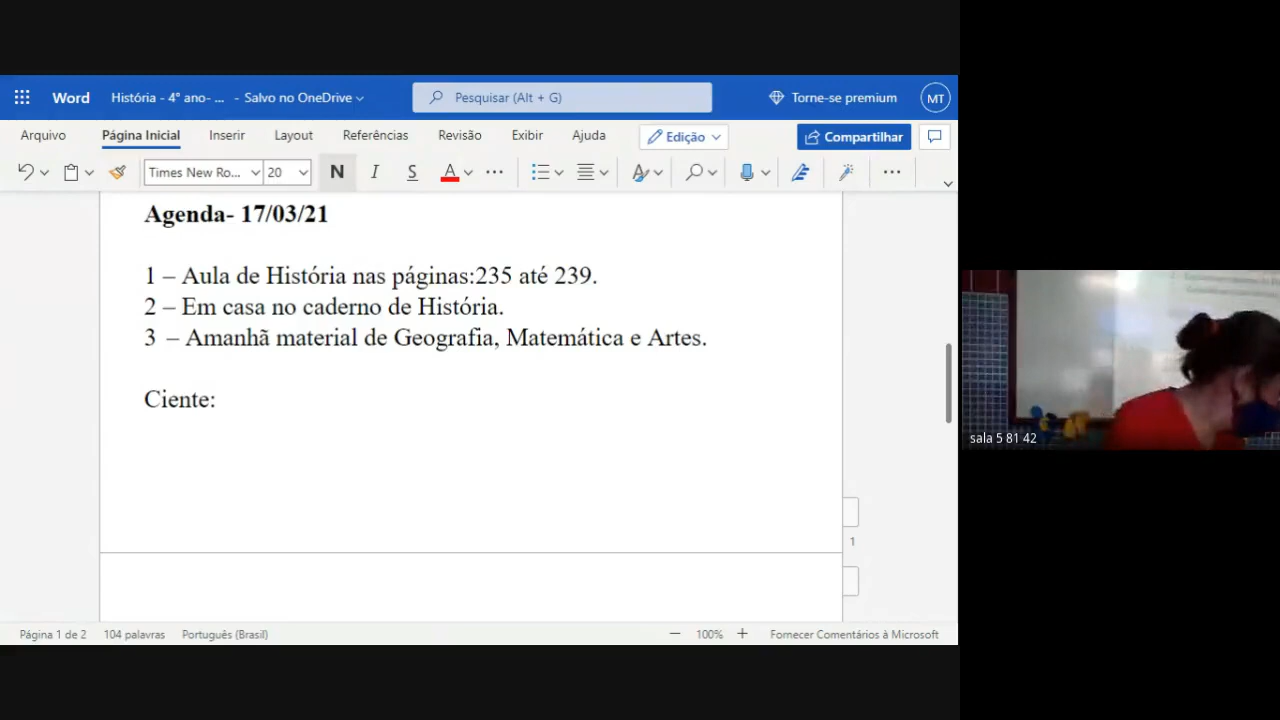 Word História - 4° ano- ... - Salvo no OneDrive Pesquisar (Alt + G) Torne-se premium MT
Arquivo Página Inicial Inserir Layout Referências Revisão Exibir Ajuda Edição Compartilhar
Times New Ro... 20 N I S A ...
Agenda- 17/03/21
1 – Aula de História nas páginas:235 até 239.
2 – Em casa no caderno de História.
3 – Amanhã material de Geografia, Matemática e Artes.
Ciente:
sala 5 81 42
1
Página 1 de 2 104 palavras Português (Brasil) 100% Fornecer Comentários à Microsoft